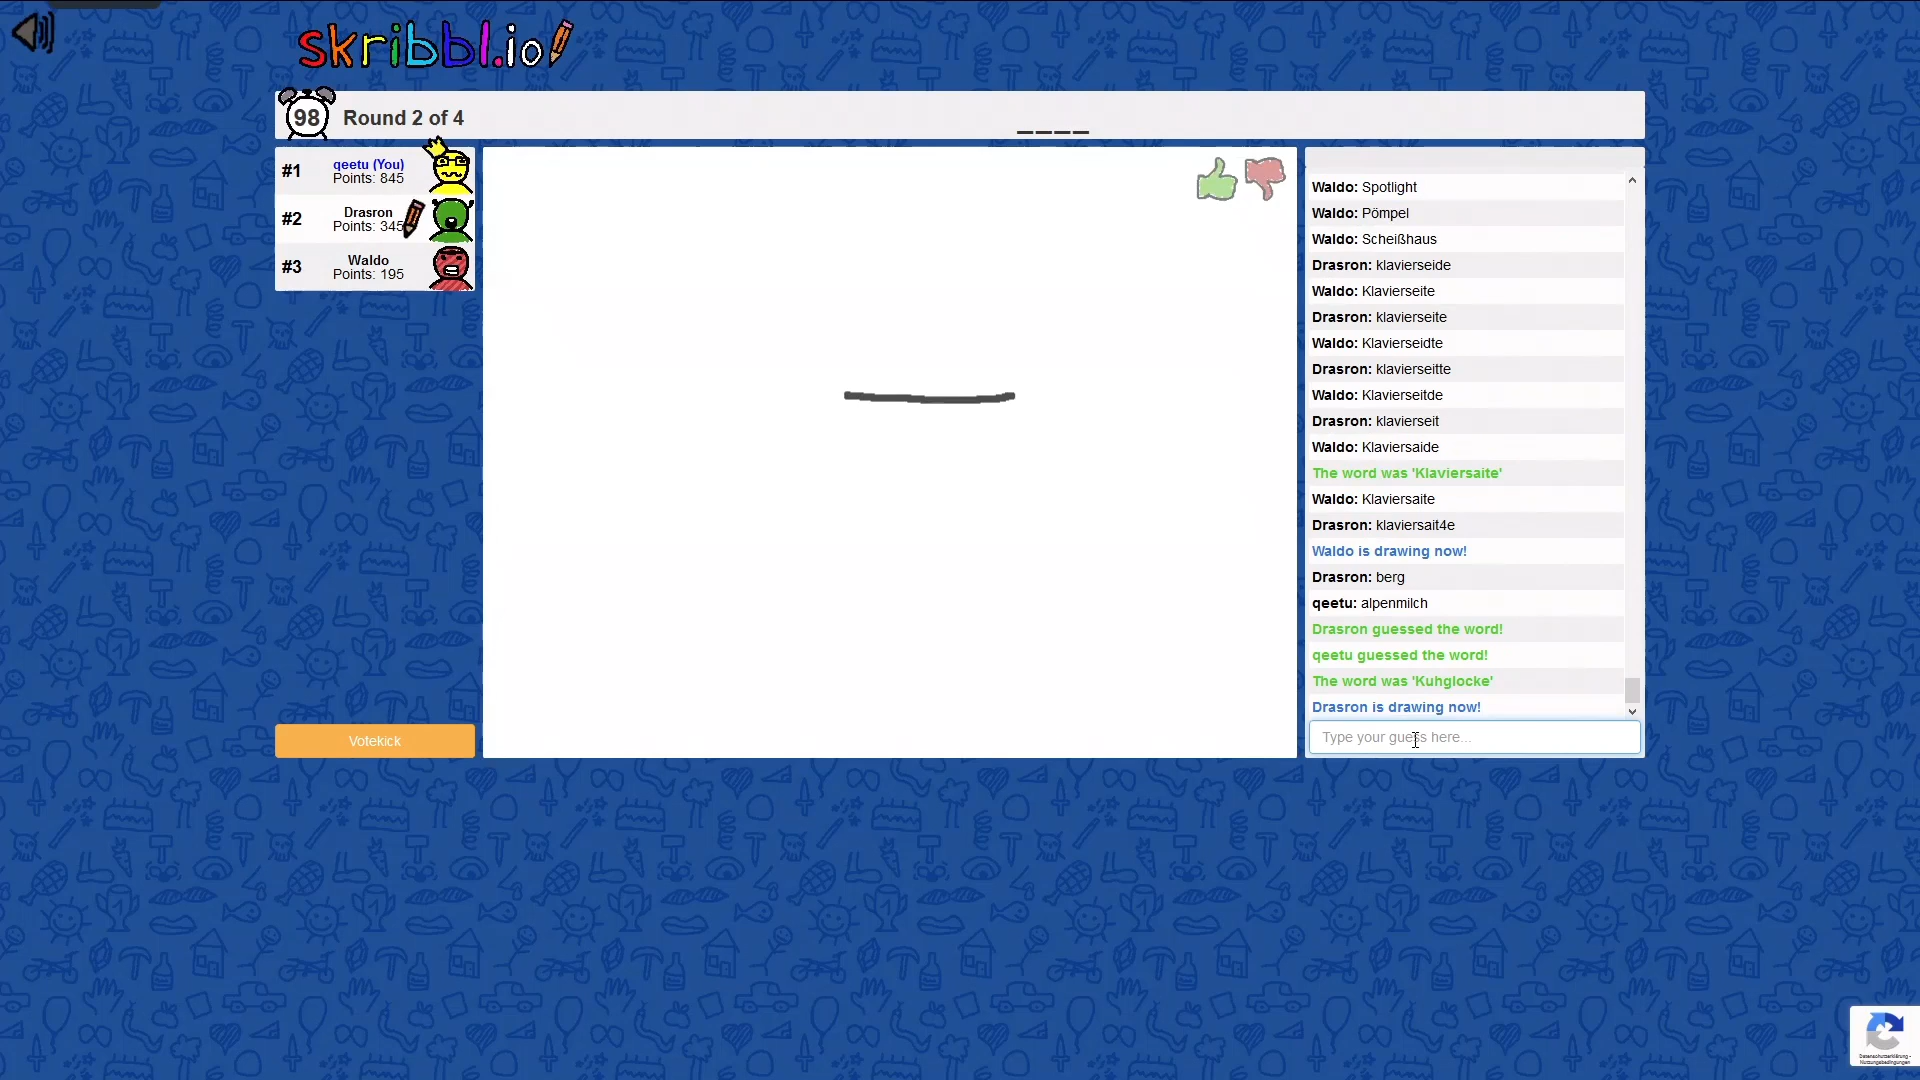 skribbl.io
98
Round 2 of 4
____
#1
qeetu (You)
Points: 845
#2
Drasron
Points: 345
#3
Waldo
Points: 195
Votekick
Waldo: Spotlight
Waldo: Pömpel
Waldo: Scheißhaus
Drasron: klavierseide
Waldo: Klavierseite
Drasron: klavierseite
Waldo: Klavierseidte
Drasron: klavierseitte
Waldo: Klavierseitde
Drasron: klavierseit
Waldo: Klaviersaide
The word was 'Klaviersaite'
Waldo: Klaviersaite
Drasron: klaviersait4e
Waldo is drawing now!
Drasron: berg
qeetu: alpenmilch
Drasron guessed the word!
qeetu guessed the word!
The word was 'Kuhglocke'
Drasron is drawing now!
Type your guess here...
Datenschutzerklärung -
Nutzungsbedingungen